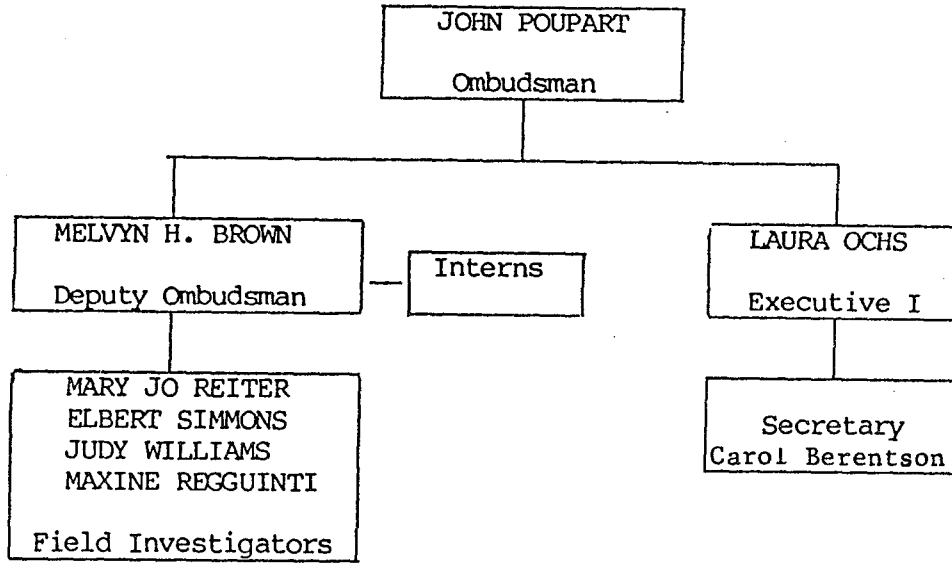 JOHN POUPART
Ombudsman
MELVYN H. BROWN
Deputy Ombudsman
Interns
LAURA OCHS
Executive I
MARY JO REITER
ELBERT SIMMONS
JUDY WILLIAMS
MAXINE REGGUINTI
Field Investigators
Secretary
Carol Berentson